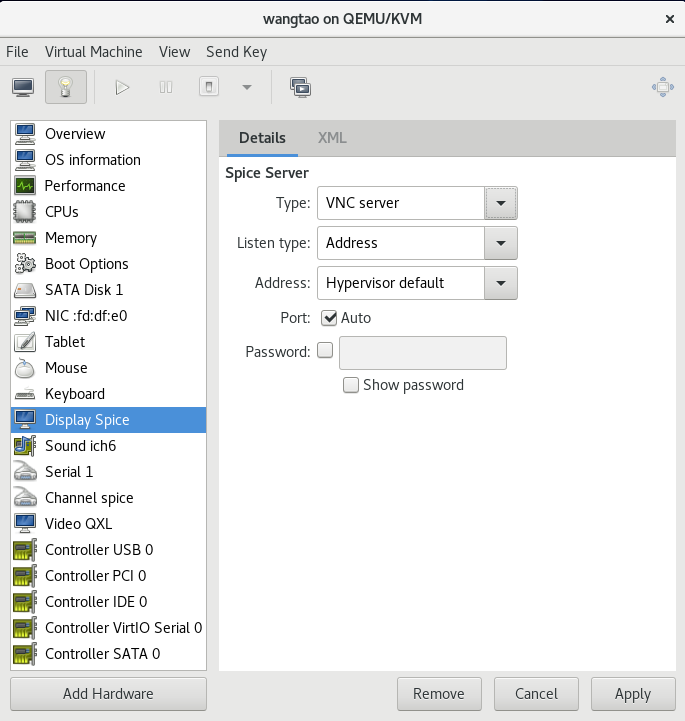 wangtao on QEMU/KVM
File Virtual Machine View Send Key
Overview
OS information
Performance
CPUs
Memory
Boot Options
SATA Disk 1
NIC :fd:df:e0
Tablet
Mouse
Keyboard
Display Spice
Sound ich6
Serial 1
Channel spice
Video QXL
Controller USB 0
Controller PCI 0
Controller IDE 0
Controller VirtIO Serial 0
Controller SATA 0
Add Hardware
Details XML
Spice Server
Type: VNC server
Listen type: Address
Address: Hypervisor default
Port: Auto
Password:
Show password
Remove Cancel Apply